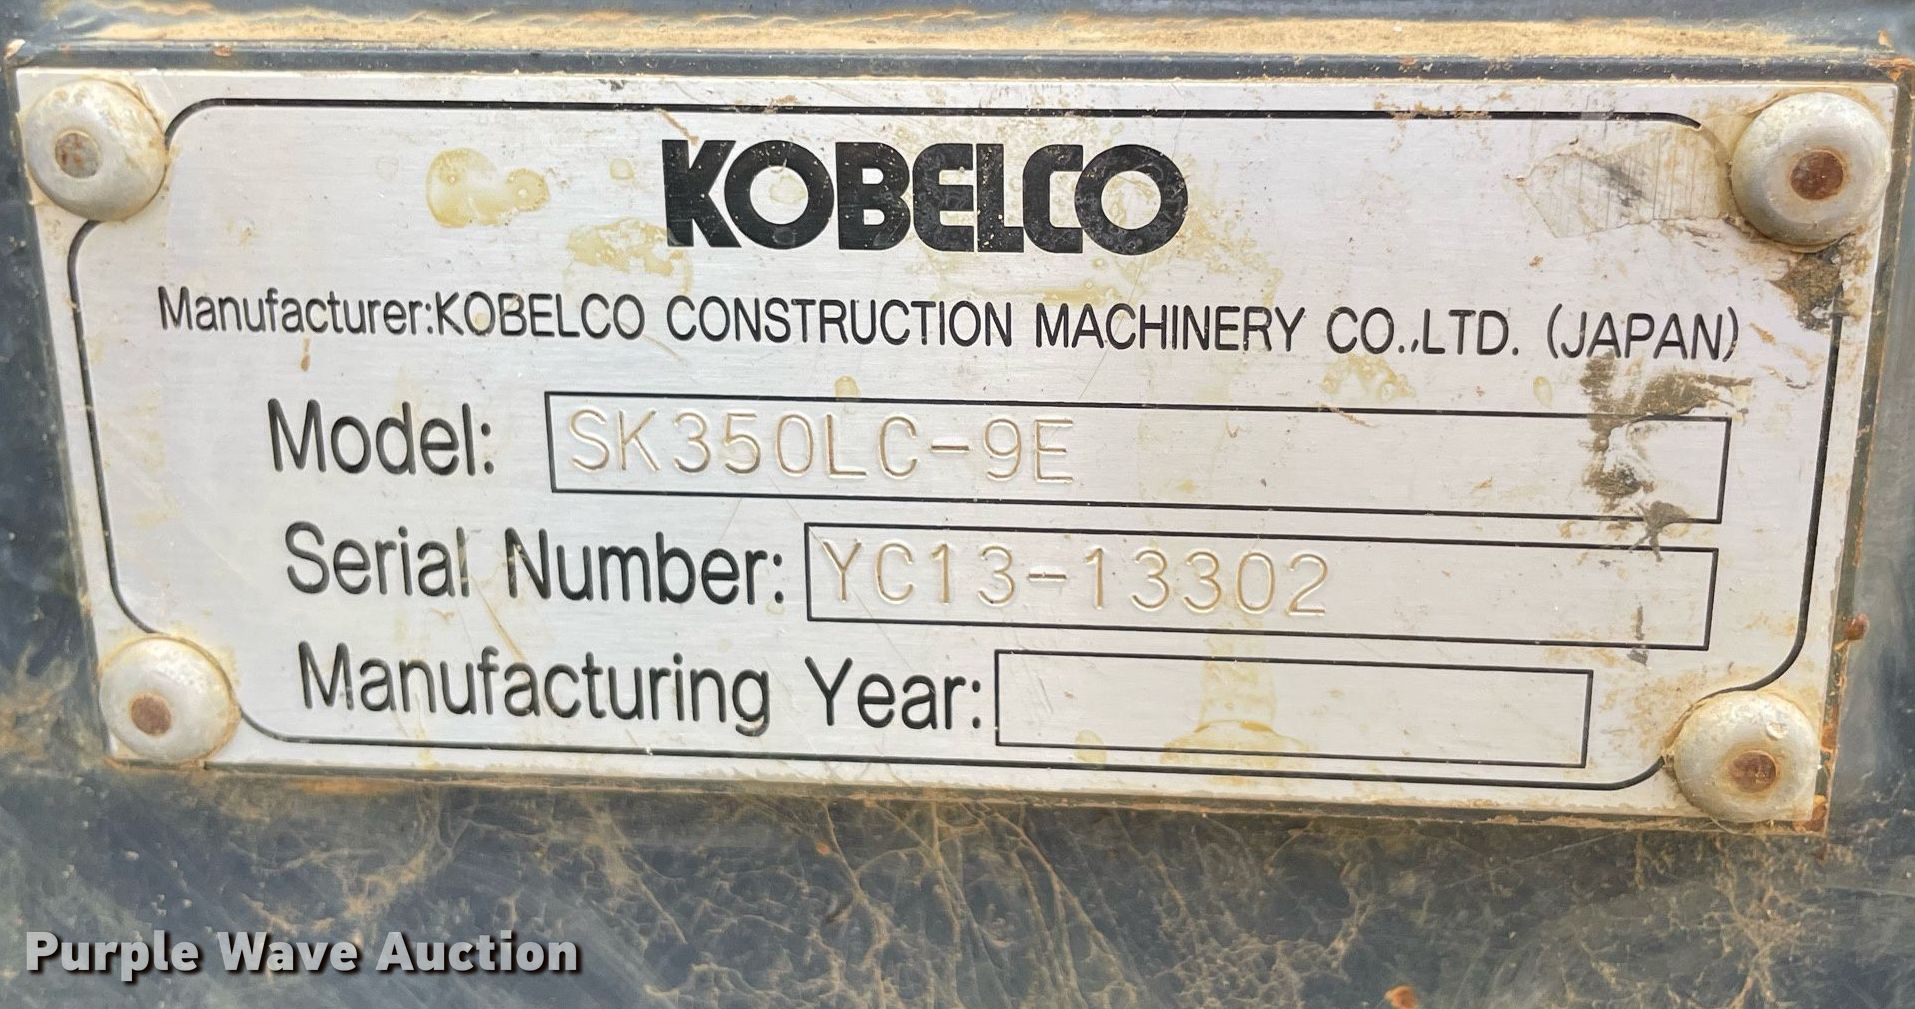 KOBELCO
Manufacturer:KOBELCO CONSTRUCTION MACHINERY CO.,LTD. (JAPAN)
Model: SK350LC-9E
Serial Number: YC13-13302
Manufacturing Year:
Purple Wave Auction